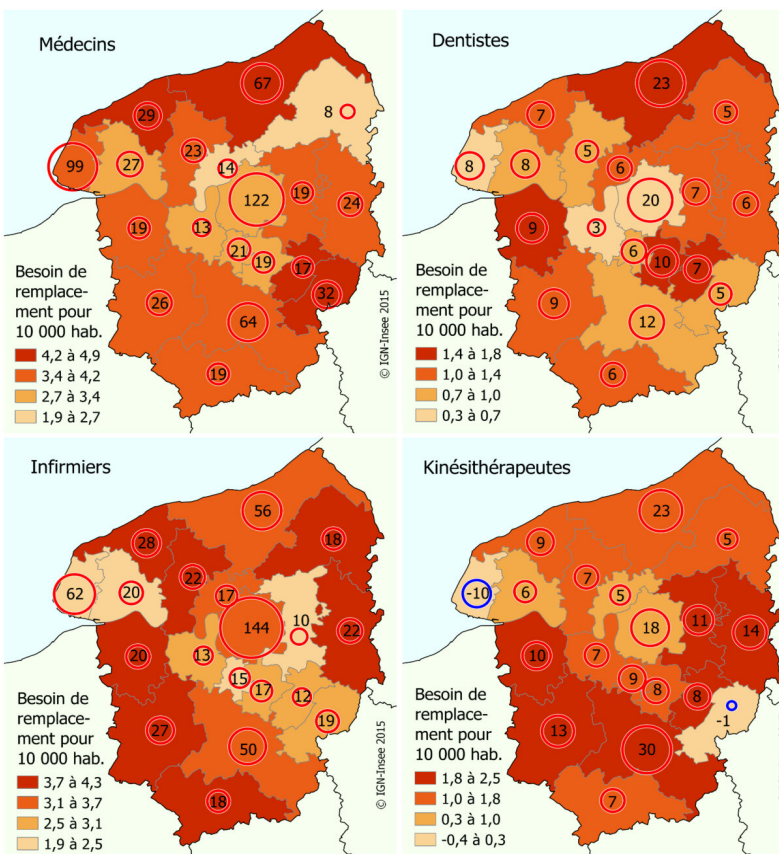 Médecins
67
8
29
23
99
27
14
122
19
24
19
13
21
19
17
32
26
64
19
Besoin de
remplace-
ment pour
10 000 hab.
4,2 à 4,9
3,4 à 4,2
2,7 à 3,4
1,9 à 2,7
© IGN-Insee 2015
Dentistes
23
7
5
5
8
8
6
20
7
6
9
3
6
10
7
5
9
12
6
Besoin de
remplace-
ment pour
10 000 hab.
1,4 à 1,8
1,0 à 1,4
0,7 à 1,0
0,3 à 0,7
© IGN-Insee 2015
Infirmiers
56
28
18
22
62
20
17
144
10
22
20
13
15
17
12
19
27
50
18
Besoin de
remplace-
ment pour
10 000 hab.
3,7 à 4,3
3,1 à 3,7
2,5 à 3,1
1,9 à 2,5
© IGN-Insee 2015
Kinésithérapeutes
23
9
5
7
-10
6
5
18
11
14
10
7
9
8
8
-1
13
30
7
Besoin de
remplace-
ment pour
10 000 hab.
1,8 à 2,5
1,0 à 1,8
0,3 à 1,0
-0,4 à 0,3
© IGN-Insee 2015